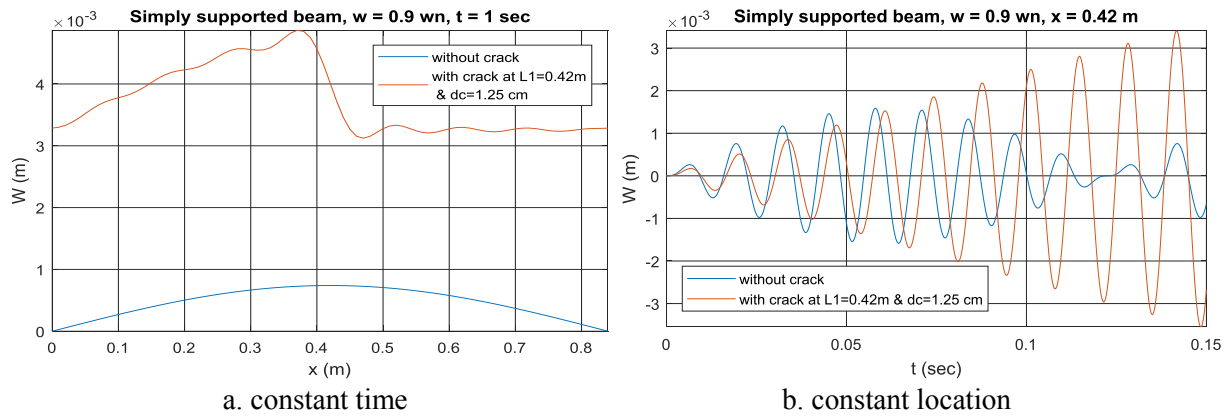 Simply supported beam, w = 0.9 wn, t = 1 sec
× 10-3
W (m)
4
3
2
1
0
without crack
with crack at L1=0.42m
& dc=1.25 cm
0 0.1 0.2 0.3 0.4 0.5 0.6 0.7 0.8
x (m)
a. constant time
Simply supported beam, w = 0.9 wn, x = 0.42 m
× 10-3
W (m)
3
2
1
0
-1
-2
-3
without crack
with crack at L1=0.42m & dc=1.25 cm
0 0.05 0.1 0.15
t (sec)
b. constant location